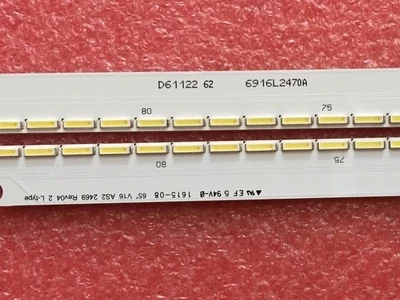 D61122 62 6916L2470A
80 75
80 75
65" V16 AS2 2469 Rev04 2 L-type 1615-08 EF 5 94V-0